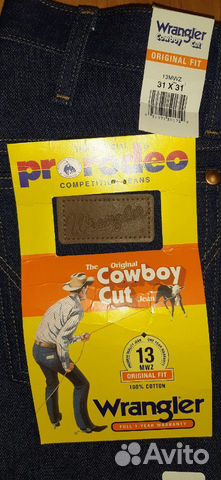 Wrangler
Cowboy Cut
ORIGINAL FIT
13MWZ
31 X 31
prorodeo
COMPETITION JEANS
Wrangler
The Original
Cowboy
Cut Jean
13
MWZ
ORIGINAL FIT
100% COTTON
Wrangler
FULL 1 YEAR WARRANTY
Avito